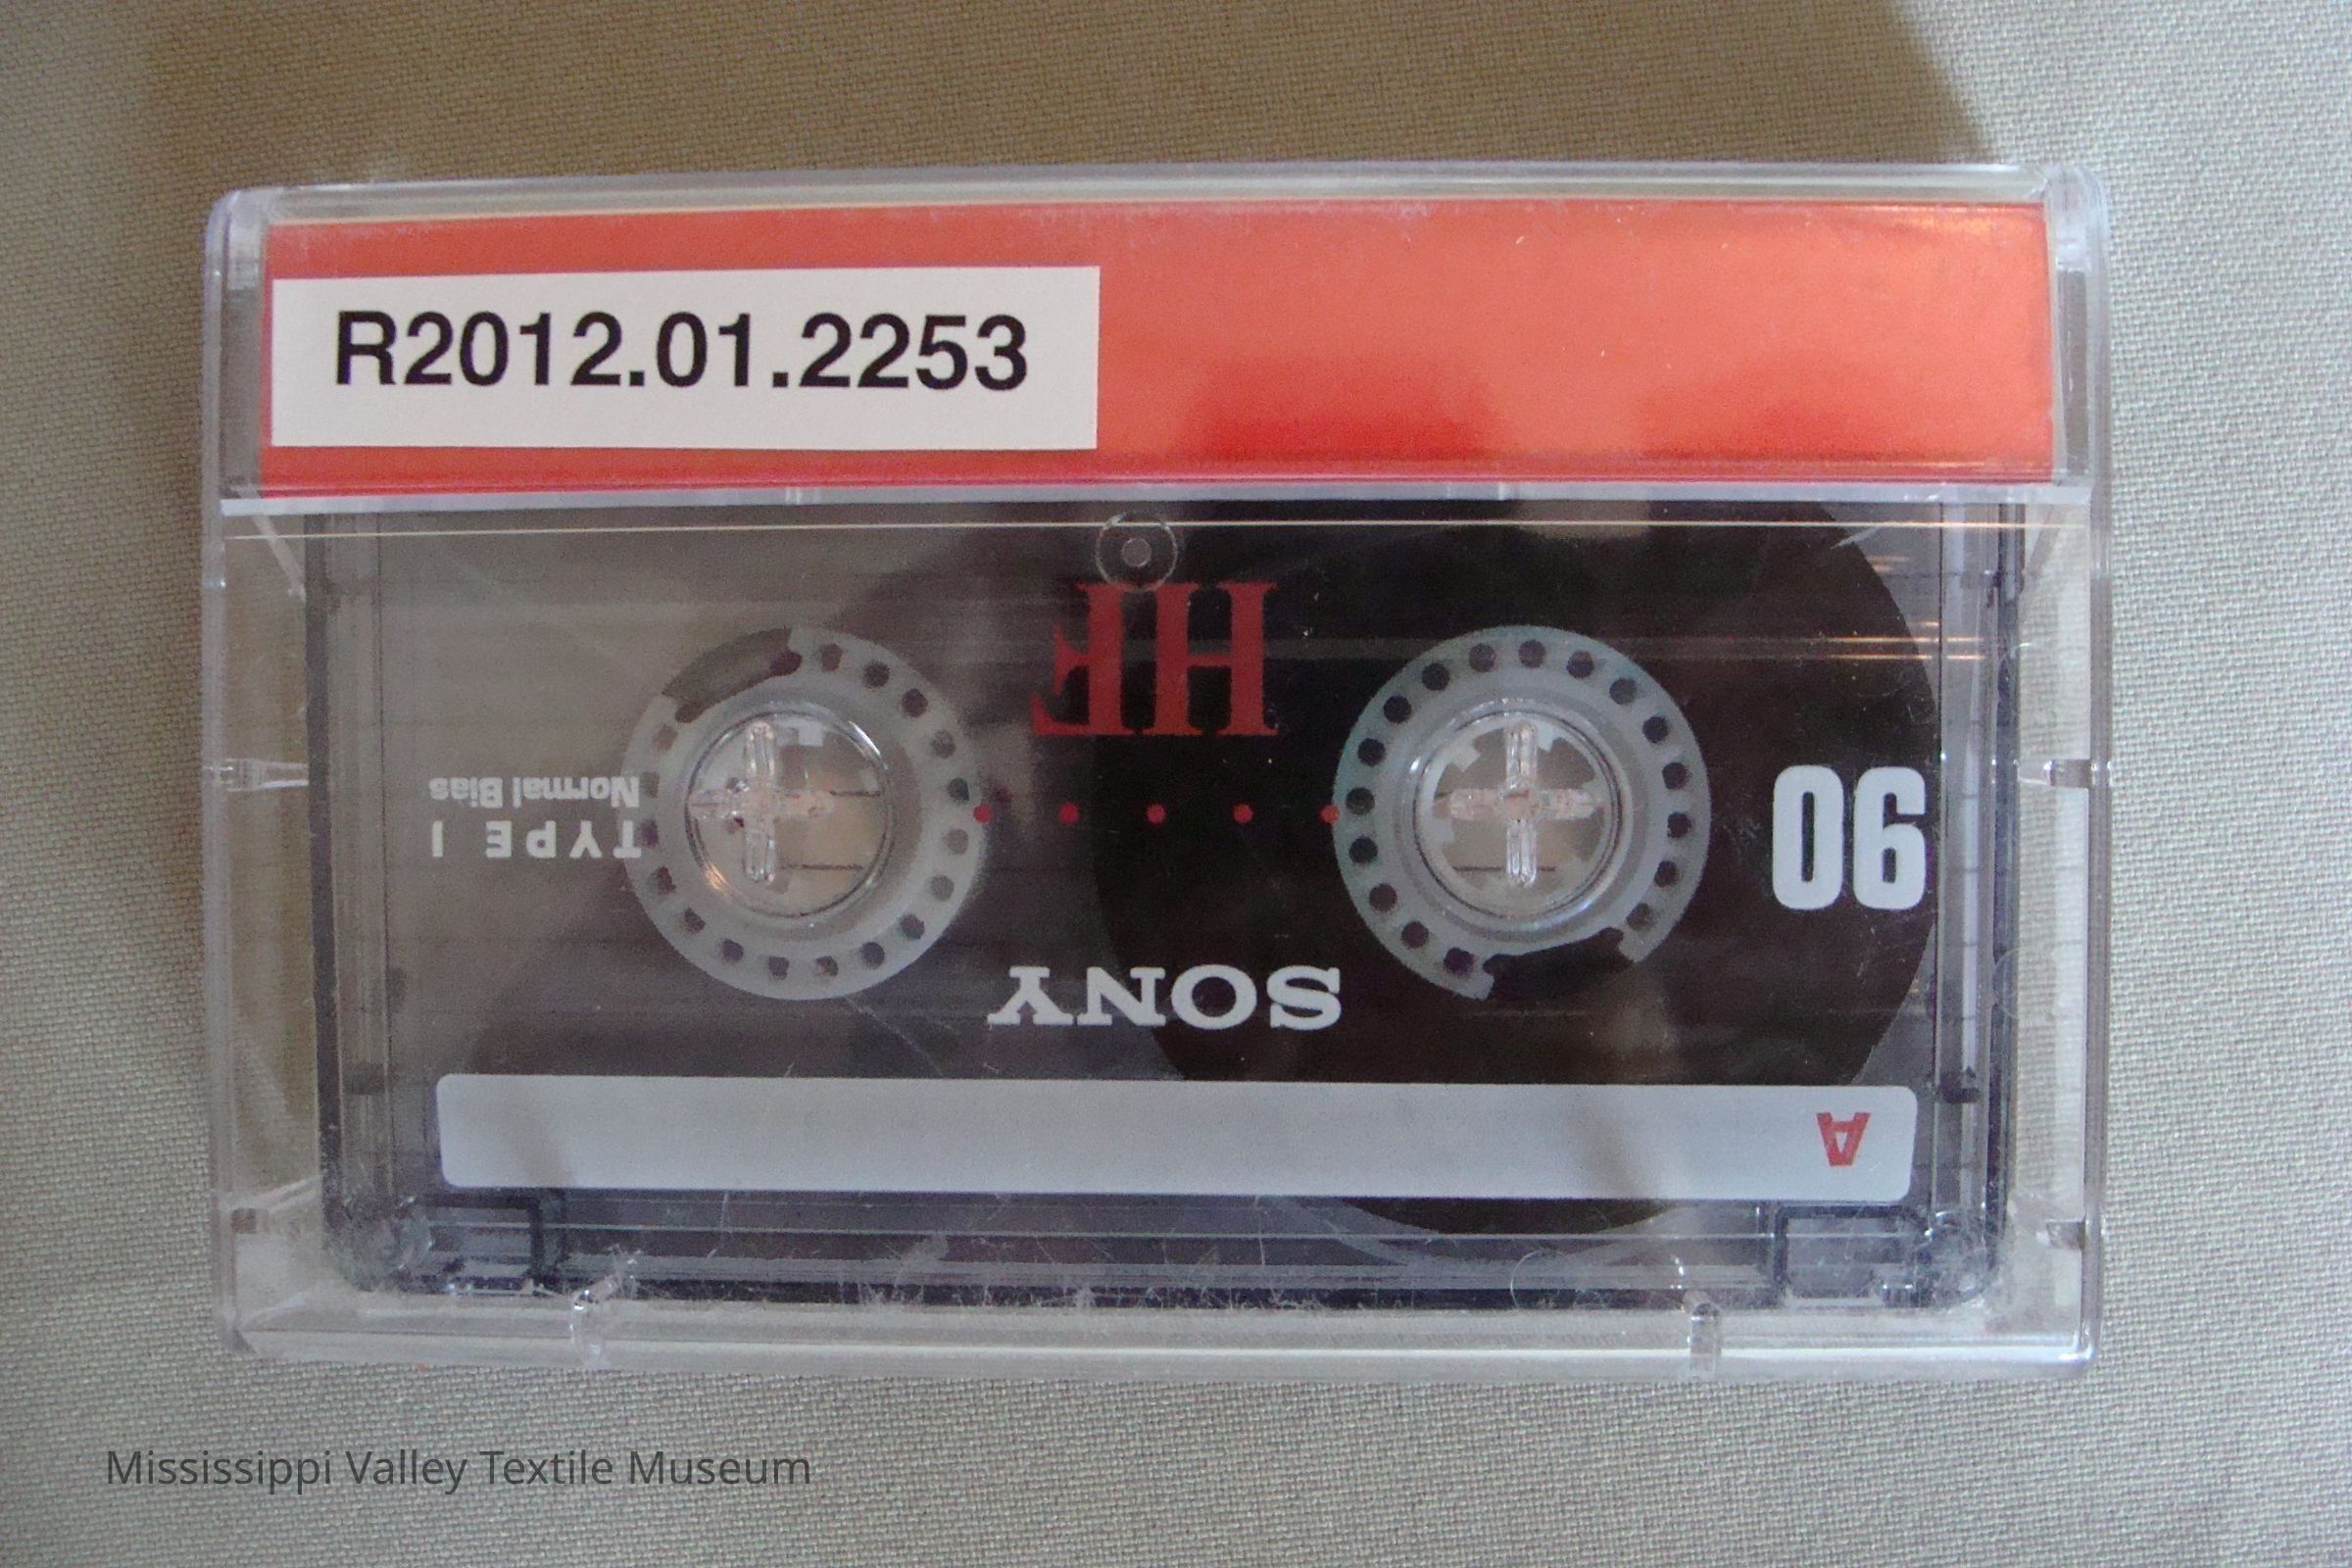 R2012.01.2253
HF
Normal Bias
TYPE I
90
SONY
A
Mississippi Valley Textile Museum